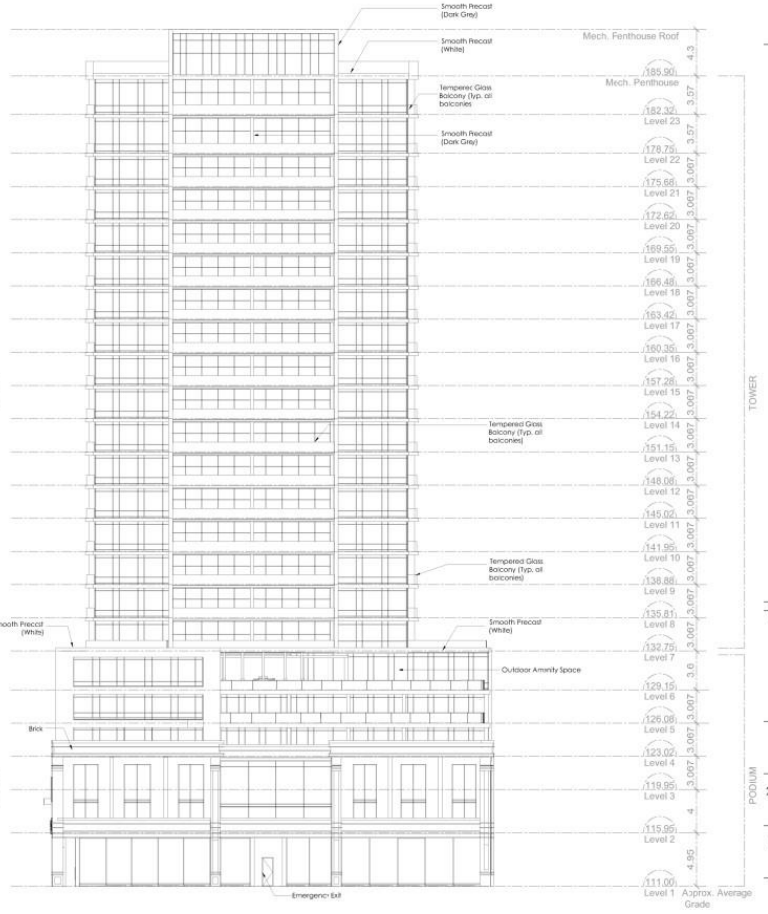 Smooth Precast
(Dark Grey)
Mech. Penthouse Roof
4.3
Smooth Precast
(White)
185.90
Mech. Penthouse
3.57
Tempered Glass
Balcony (Typ. all
balconies
182.32
Level 23
3.57
Smooth Precast
(Dark Grey)
178.75
Level 22
3.067
175.68
Level 21
3.067
172.62
Level 20
3.067
169.55
Level 19
3.067
166.48
Level 18
3.067
163.42
Level 17
3.067
160.35
Level 16
3.067
157.28
Level 15
3.067
TOWER
154.22
Level 14
3.067
Tempered Glass
Balcony (Typ. all
balconies)
151.15
Level 13
3.067
148.08
Level 12
3.067
145.02
Level 11
3.067
141.95
Level 10
3.067
Tempered Glass
Balcony (Typ. all
balconies)
138.88
Level 9
3.067
135.81
Level 8
3.067
mooth Precast
(White)
Smooth Precast
(White)
132.75
Level 7
3.6
Outdoor Amenity Space
129.15
Level 6
3.067
126.08
Level 5
3.067
Brick
123.02
Level 4
3.067
119.95
Level 3
4
PODIUM
115.95
Level 2
4.95
111.00
Level 1 Approx. Average
Grade
Emergency Exit